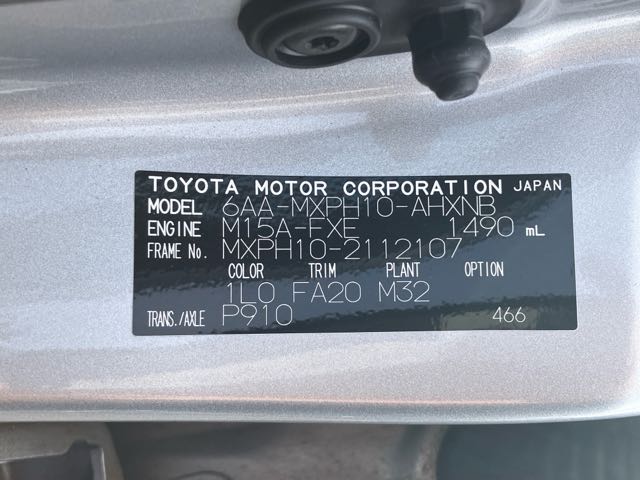 TOYOTA MOTOR CORPORATION JAPAN
MODEL 6AA-MXPH10-AHXNB
ENGINE M15A-FXE 1490 mL
FRAME No. MXPH10-2112107
COLOR TRIM PLANT OPTION
1L0 FA20 M32
TRANS./AXLE P910 466